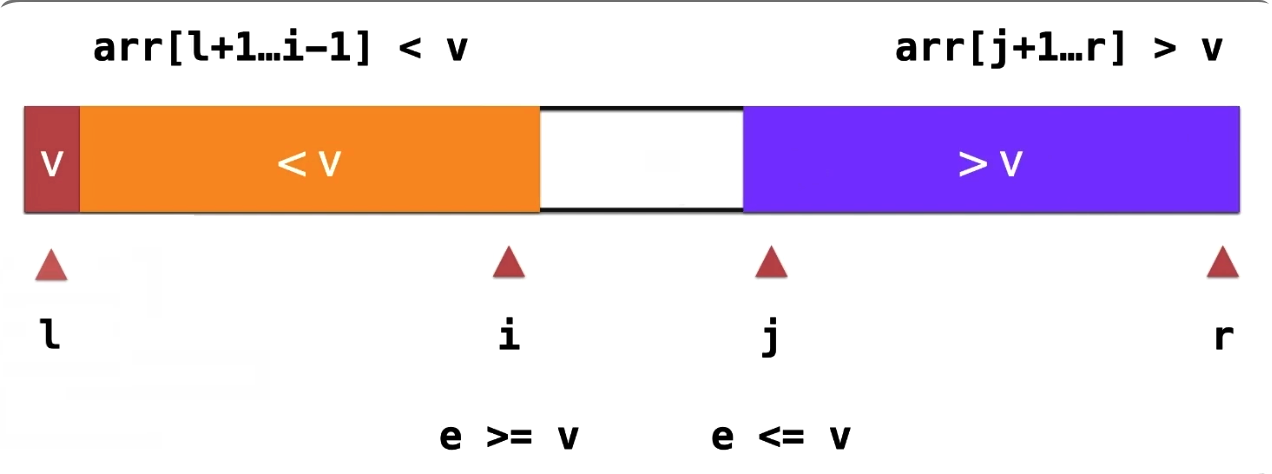 arr[l+1…i-1] < v arr[j+1…r] > v
v < v > v
l i j r
e >= v e <= v